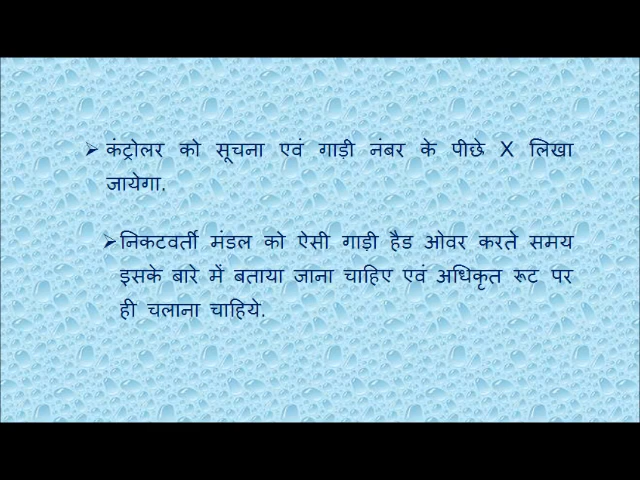 ➢ कंट्रोलर को सूचना एवं गाड़ी नंबर के पीछे X लिखा
जायेगा.
➢निकटवर्ती मंडल को ऐसी गाड़ी हैड ओवर करते समय
इसके बारे में बताया जाना चाहिए एवं अधिकृत रूट पर
ही चलाना चाहिये.